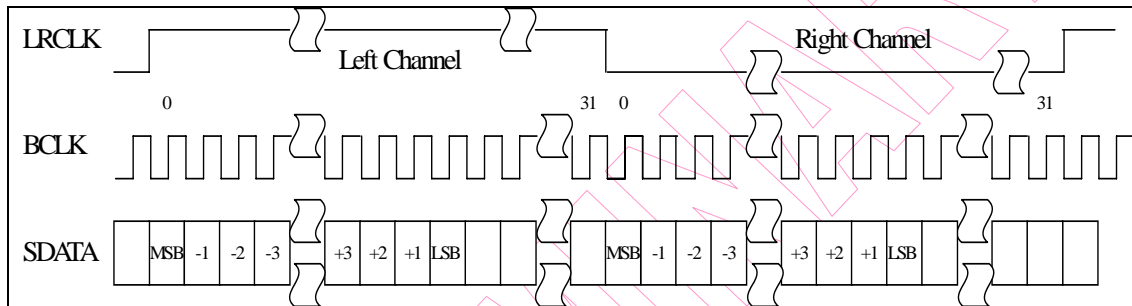 LRCLK
Left Channel
Right Channel
0 31 0 31
BCLK
SDATA MSB -1 -2 -3 +3 +2 +1 LSB MSB -1 -2 -3 +3 +2 +1 LSB